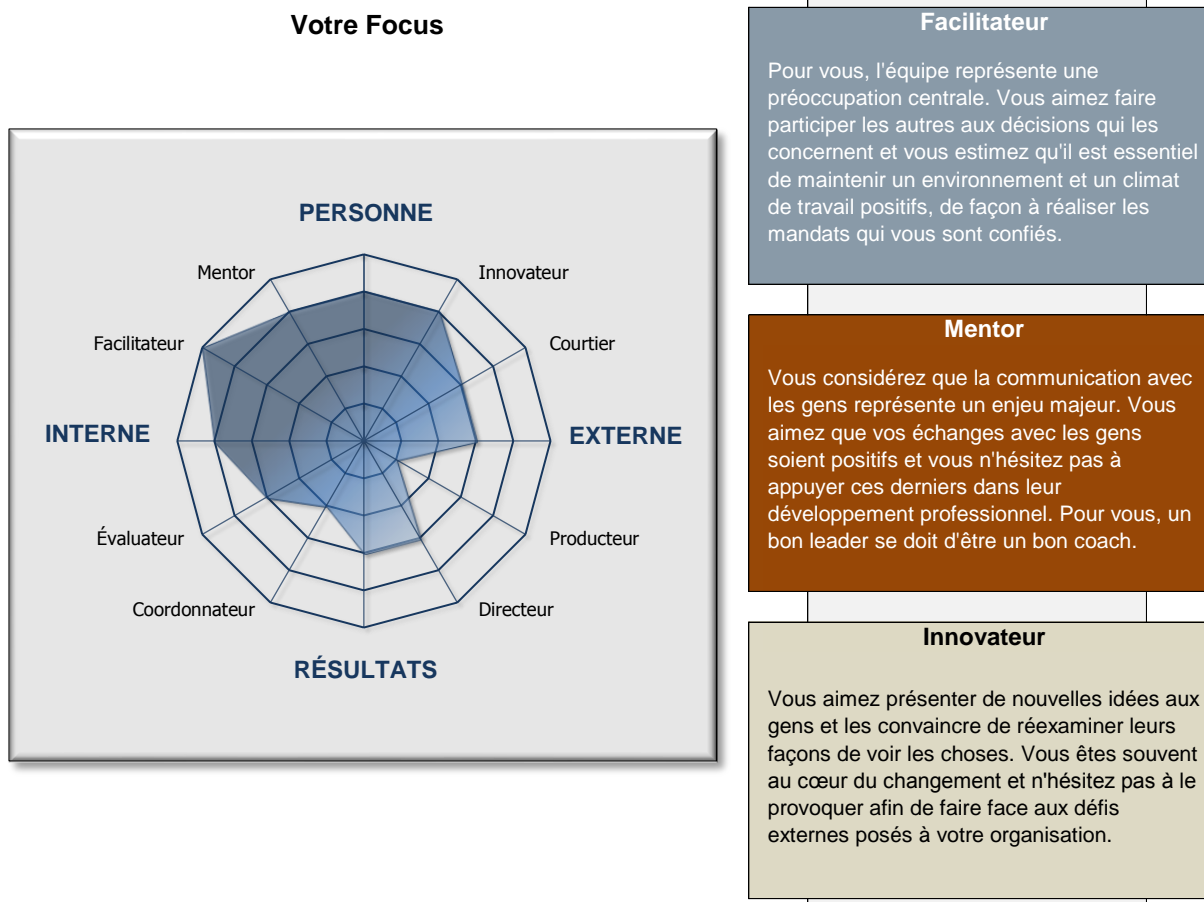 Votre Focus
PERSONNE
Mentor
Innovateur
Facilitateur
Courtier
INTERNE
EXTERNE
Évaluateur
Producteur
Coordonnateur
Directeur
RÉSULTATS
Facilitateur
Pour vous, l'équipe représente une
préoccupation centrale. Vous aimez faire
participer les autres aux décisions qui les
concernent et vous estimez qu'il est essentiel
de maintenir un environnement et un climat
de travail positifs, de façon à réaliser les
mandats qui vous sont confiés.
Mentor
Vous considérez que la communication avec
les gens représente un enjeu majeur. Vous
aimez que vos échanges avec les gens
soient positifs et vous n'hésitez pas à
appuyer ces derniers dans leur
développement professionnel. Pour vous, un
bon leader se doit d'être un bon coach.
Innovateur
Vous aimez présenter de nouvelles idées aux
gens et les convaincre de réexaminer leurs
façons de voir les choses. Vous êtes souvent
au cœur du changement et n'hésitez pas à le
provoquer afin de faire face aux défis
externes posés à votre organisation.